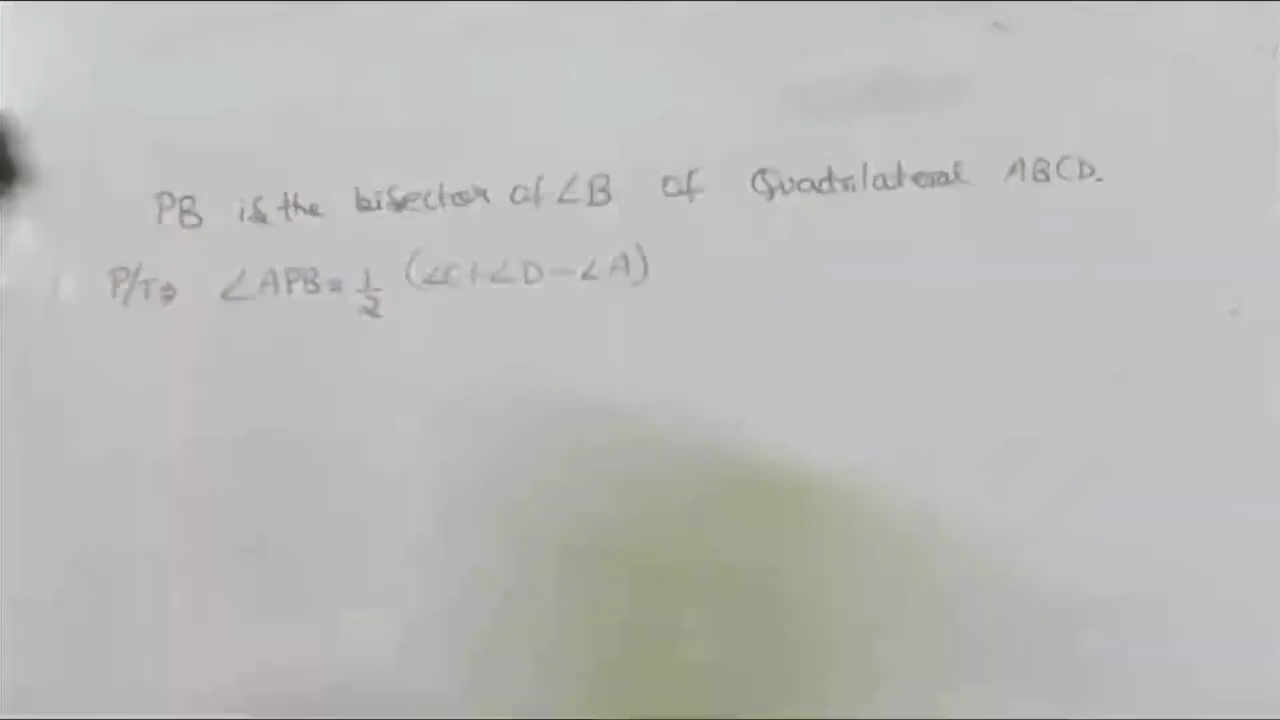 PB is the bisector of ∠B of Quadrilateral ABCD.
P/T⇒ ∠APB = 1/2 (∠C+∠D-∠A)